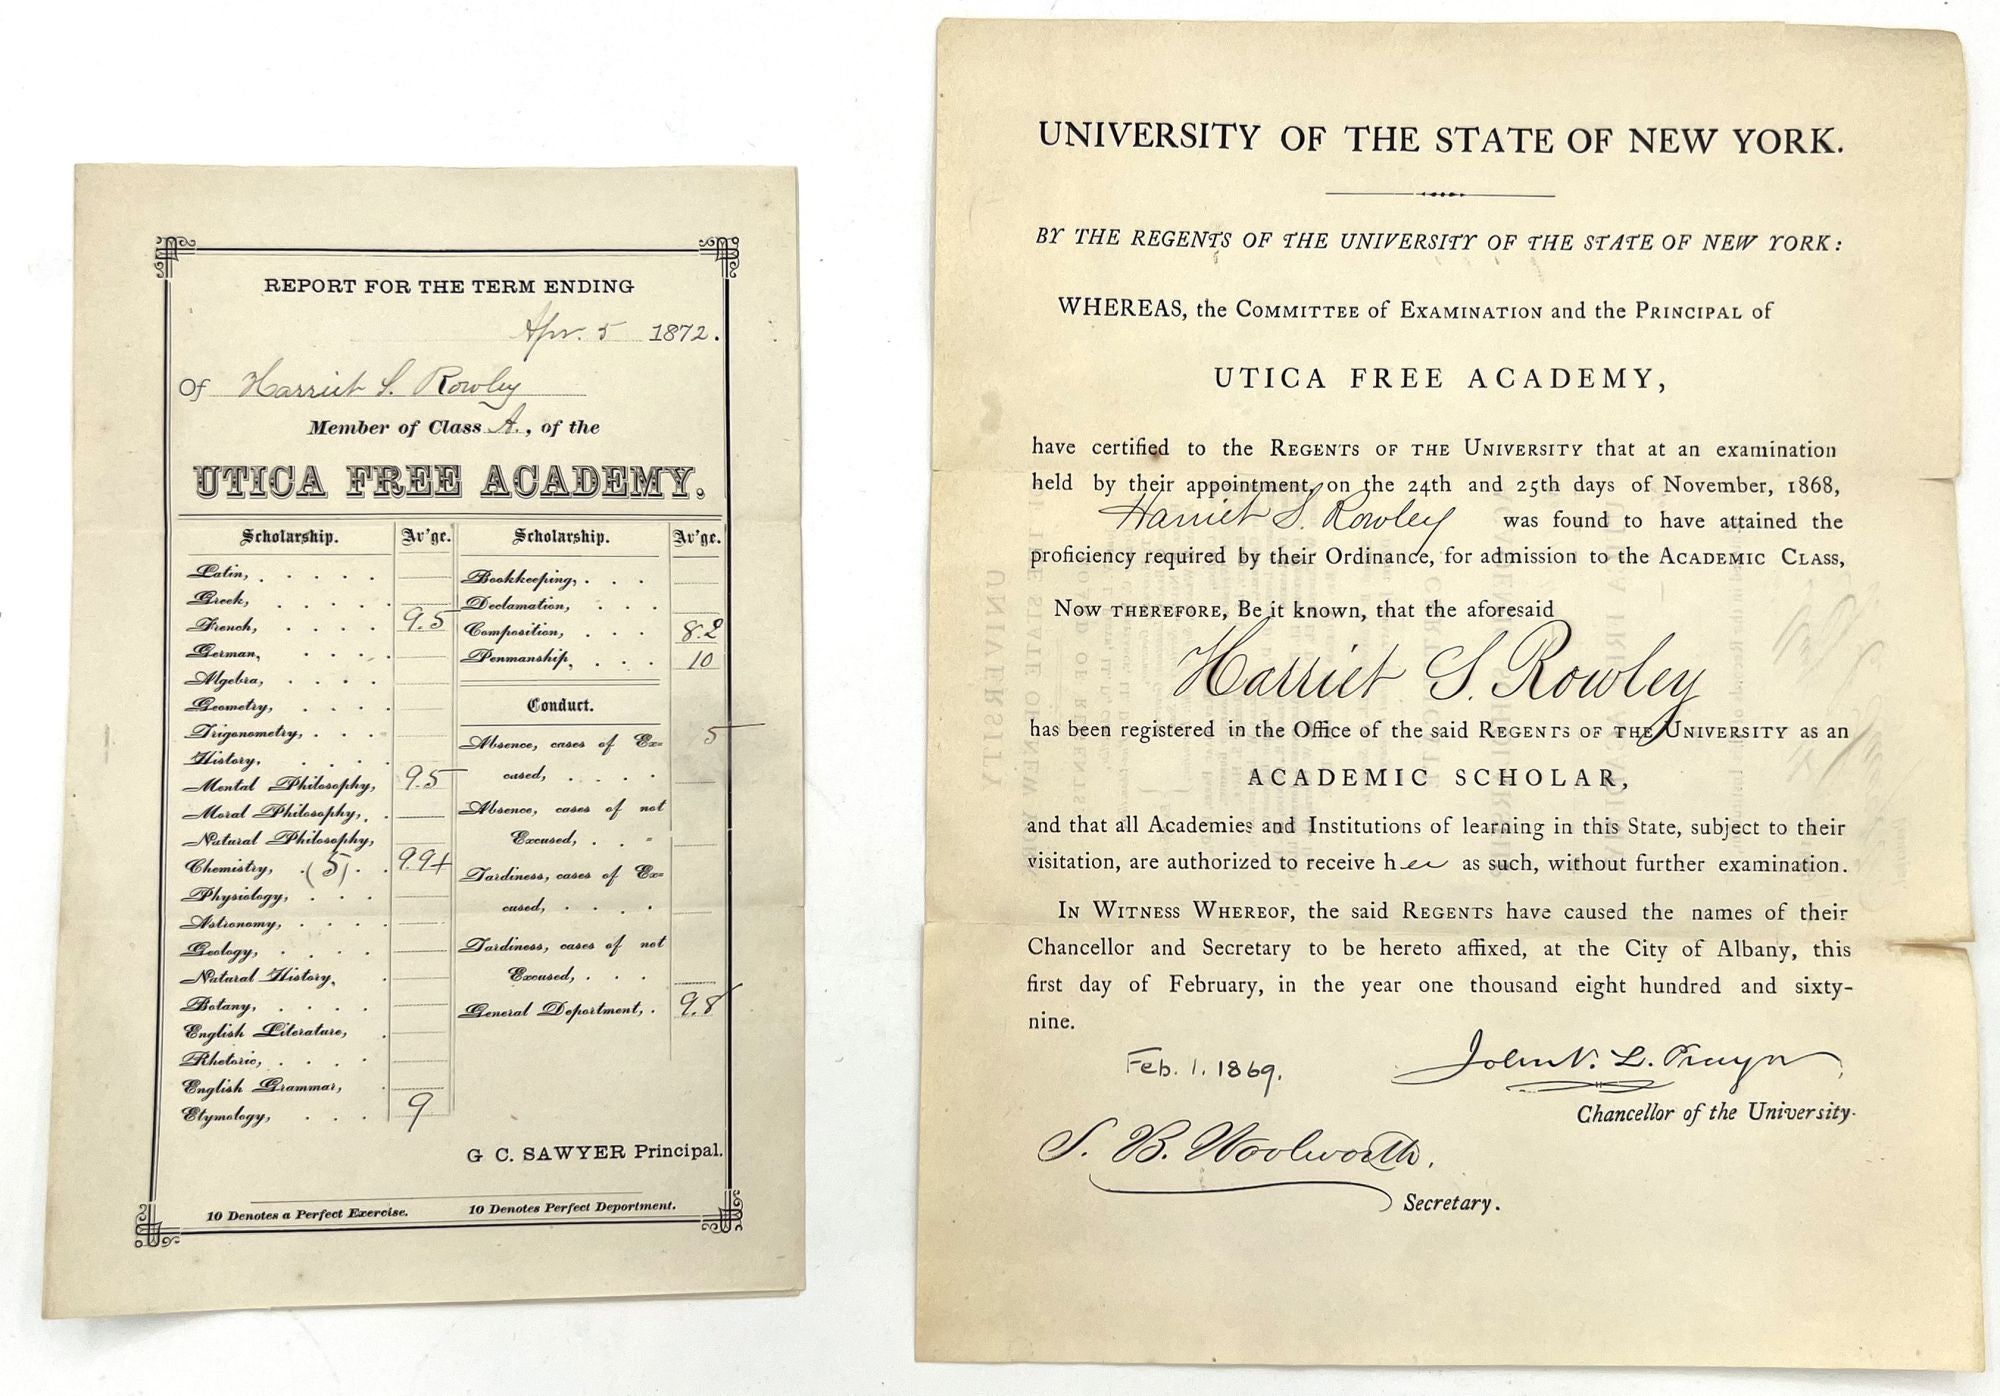 REPORT FOR THE TERM ENDING
Apr. 5 1872.
Of Harriet S. Rowley
Member of Class A., of the
UTICA FREE ACADEMY.
Scholarship. Av'ge.
Latin,
Greek,
French, 9.5
German,
Algebra,
Geometry,
Trigonometry,
History,
Mental Philosophy, 9.5
Moral Philosophy,
Natural Philosophy,
Chemistry, (5) 9.9+
Physiology,
Astronomy,
Geology,
Natural History,
Botany,
English Literature,
Rhetoric,
English Grammar,
Etymology, 9
Scholarship. Av'ge.
Bookkeeping,
Declamation,
Composition, 8.2
Penmanship, 10
Conduct.
Absence, cases of Ex- 5
cused,
Absence, cases of not
Excused,
Tardiness, cases of Ex-
cused,
Tardiness, cases of not
Excused,
General Deportment, 9.8
G C. SAWYER Principal.
10 Denotes a Perfect Exercise. 10 Denotes Perfect Deportment.
UNIVERSITY OF THE STATE OF NEW YORK.
BY THE REGENTS OF THE UNIVERSITY OF THE STATE OF NEW YORK:
WHEREAS, the COMMITTEE of EXAMINATION and the PRINCIPAL of
UTICA FREE ACADEMY,
have certified to the REGENTS OF THE UNIVERSITY that at an examination
held by their appointment, on the 24th and 25th days of November, 1868,
Harriet S. Rowley was found to have attained the
proficiency required by their Ordinance, for admission to the ACADEMIC CLASS,
NOW THEREFORE, Be it known, that the aforesaid
Harriet S. Rowley
has been registered in the Office of the said REGENTS OF THE UNIVERSITY as an
ACADEMIC SCHOLAR,
and that all Academies and Institutions of learning in this State, subject to their
visitation, are authorized to receive her as such, without further examination.
IN WITNESS WHEREOF, the said REGENTS have caused the names of their
Chancellor and Secretary to be hereto affixed, at the City of Albany, this
first day of February, in the year one thousand eight hundred and sixty-
nine.
Feb. 1. 1869.
John V. L. Pruyn
Chancellor of the University.
S. B. Woolworth.
Secretary.